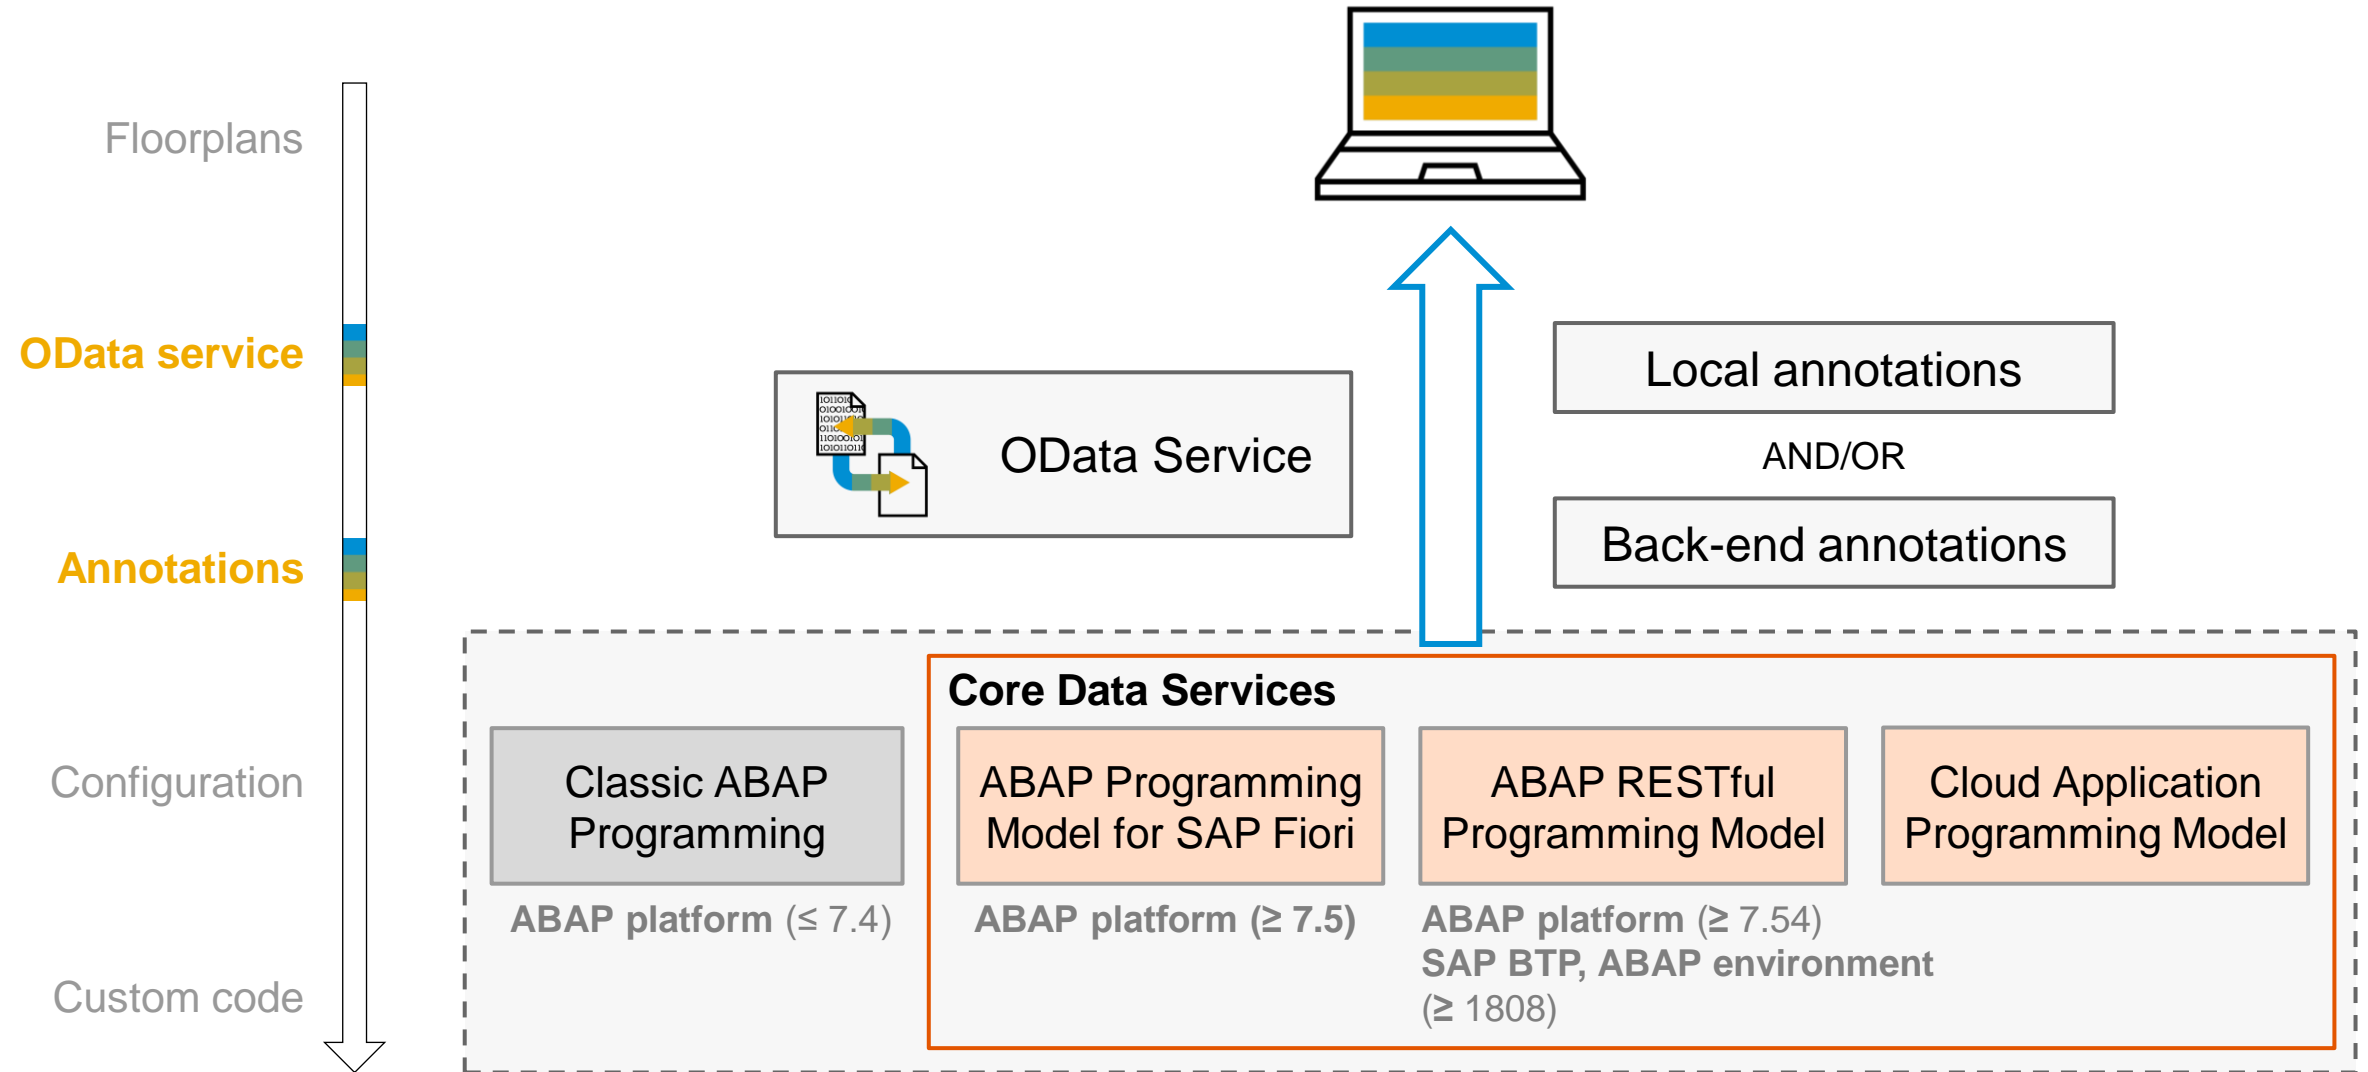 Floorplans
OData service
Annotations
Configuration
Custom code
OData Service
Local annotations
AND/OR
Back-end annotations
Core Data Services
Classic ABAP
Programming
ABAP platform (≤ 7.4)
ABAP Programming
Model for SAP Fiori
ABAP platform (≥ 7.5)
ABAP RESTful
Programming Model
ABAP platform (≥ 7.54)
SAP BTP, ABAP environment
(≥ 1808)
Cloud Application
Programming Model